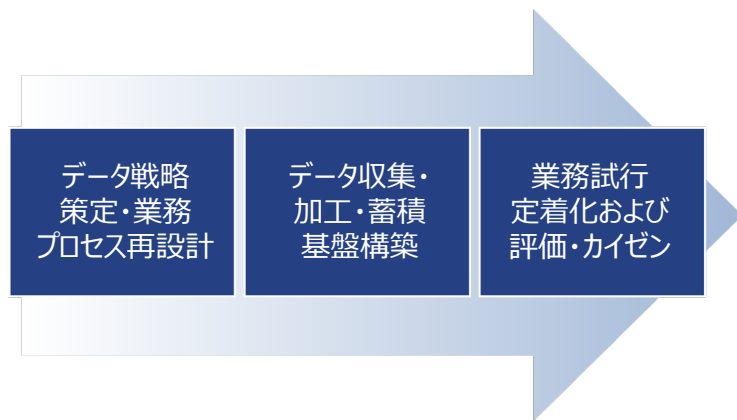 データ戦略
策定・業務
プロセス再設計
データ収集・
加工・蓄積
基盤構築
業務試行
定着化および
評価・カイゼン